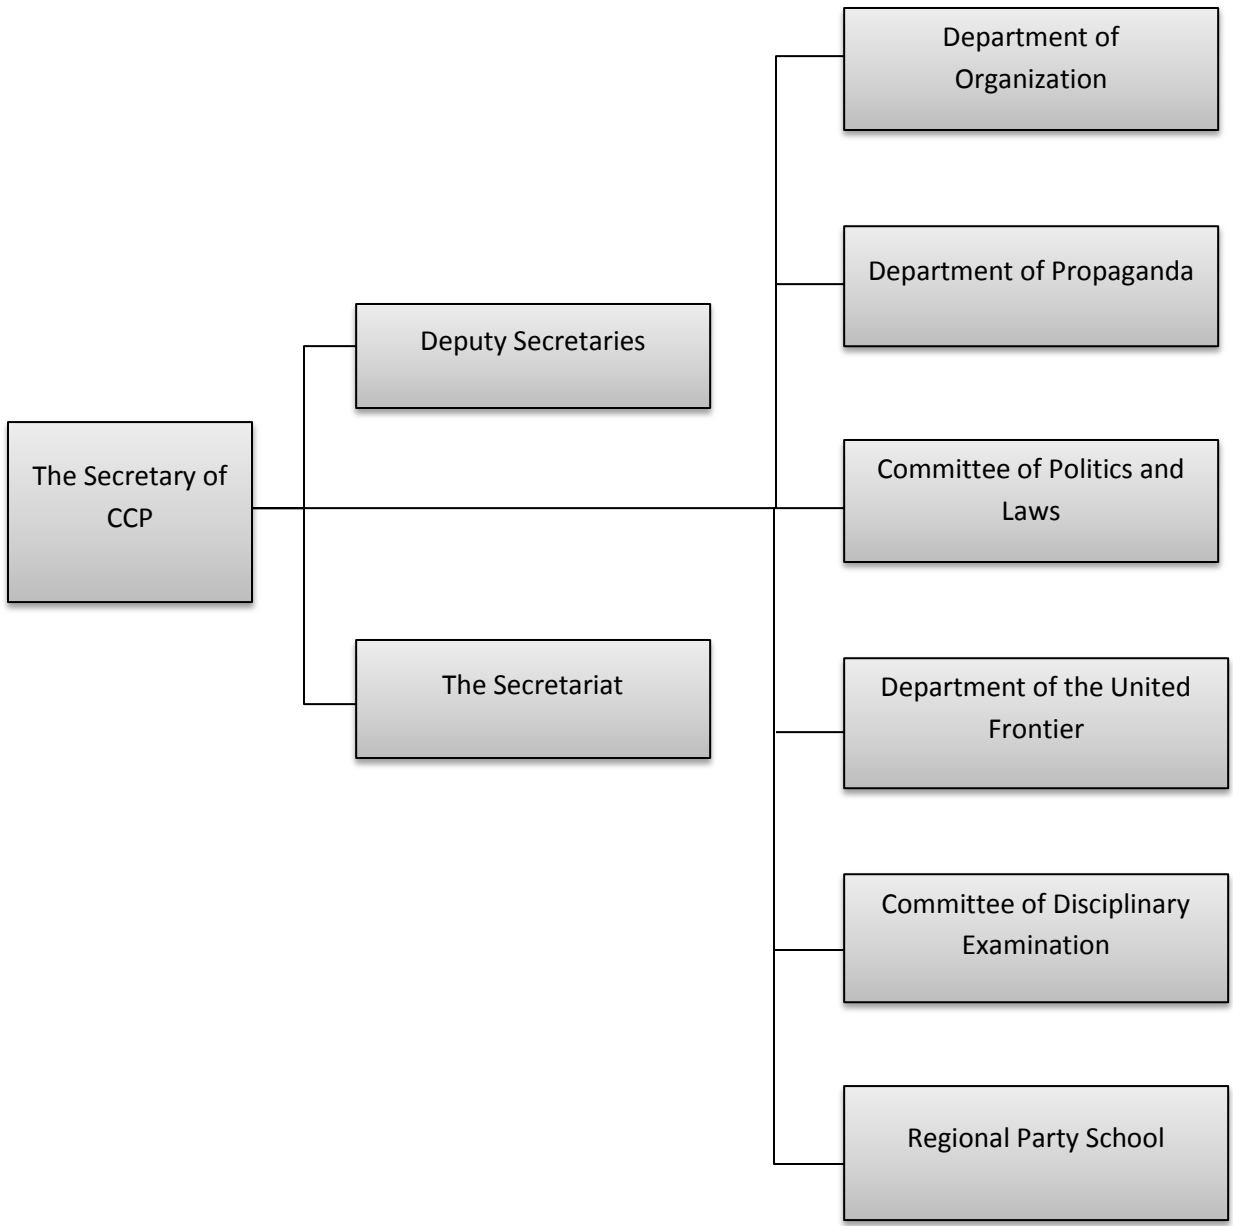 The Secretary of
CCP
Deputy Secretaries
The Secretariat
Department of
Organization
Department of Propaganda
Committee of Politics and
Laws
Department of the United
Frontier
Committee of Disciplinary
Examination
Regional Party School